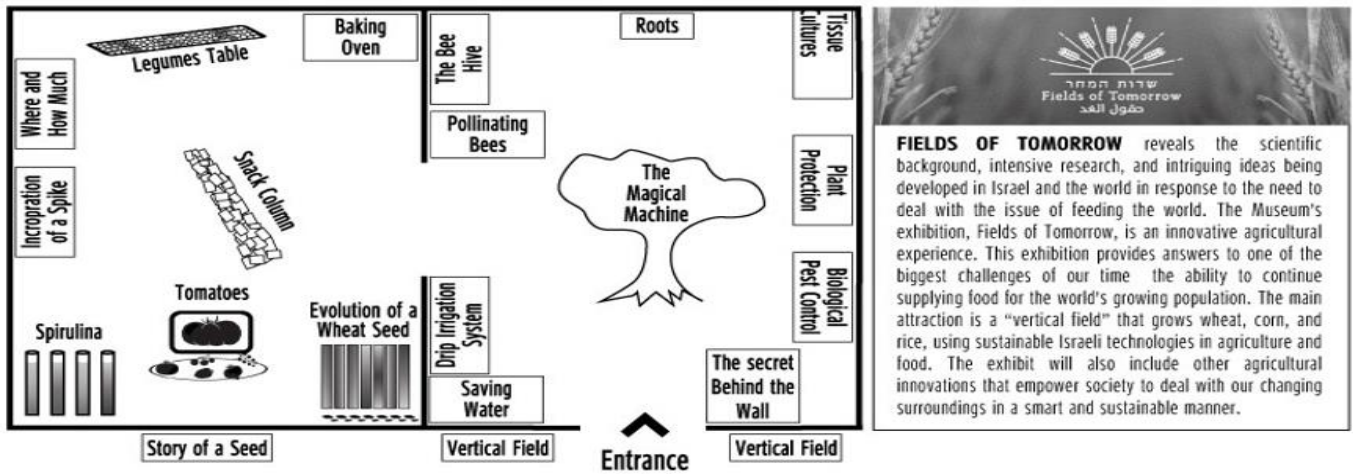 Baking
Oven
Legumes Table
Where and
How Much
Incropration
of a Spike
Snack Column
Tomatoes
Spirulina
Evolution of a
Wheat Seed
Story of a Seed
The Bee
Hive
Pollinating
Bees
Roots
Tissue
Cultures
The
Magical
Machine
Plant
Protection
Biological
Pest Control
Drip Irrigation
System
Saving
Water
The secret
Behind the
Wall
Vertical Field
Entrance
Vertical Field
שדות המחר
Fields of Tomorrow
حقول الغد
FIELDS OF TOMORROW reveals the scientific
background, intensive research, and intriguing ideas being
developed in Israel and the world in response to the need to
deal with the issue of feeding the world. The Museum's
exhibition, Fields of Tomorrow, is an innovative agricultural
experience. This exhibition provides answers to one of the
biggest challenges of our time the ability to continue
supplying food for the world's growing population. The main
attraction is a "vertical field" that grows wheat, corn, and
rice, using sustainable Israeli technologies in agriculture and
food. The exhibit will also include other agricultural
innovations that empower society to deal with our changing
surroundings in a smart and sustainable manner.